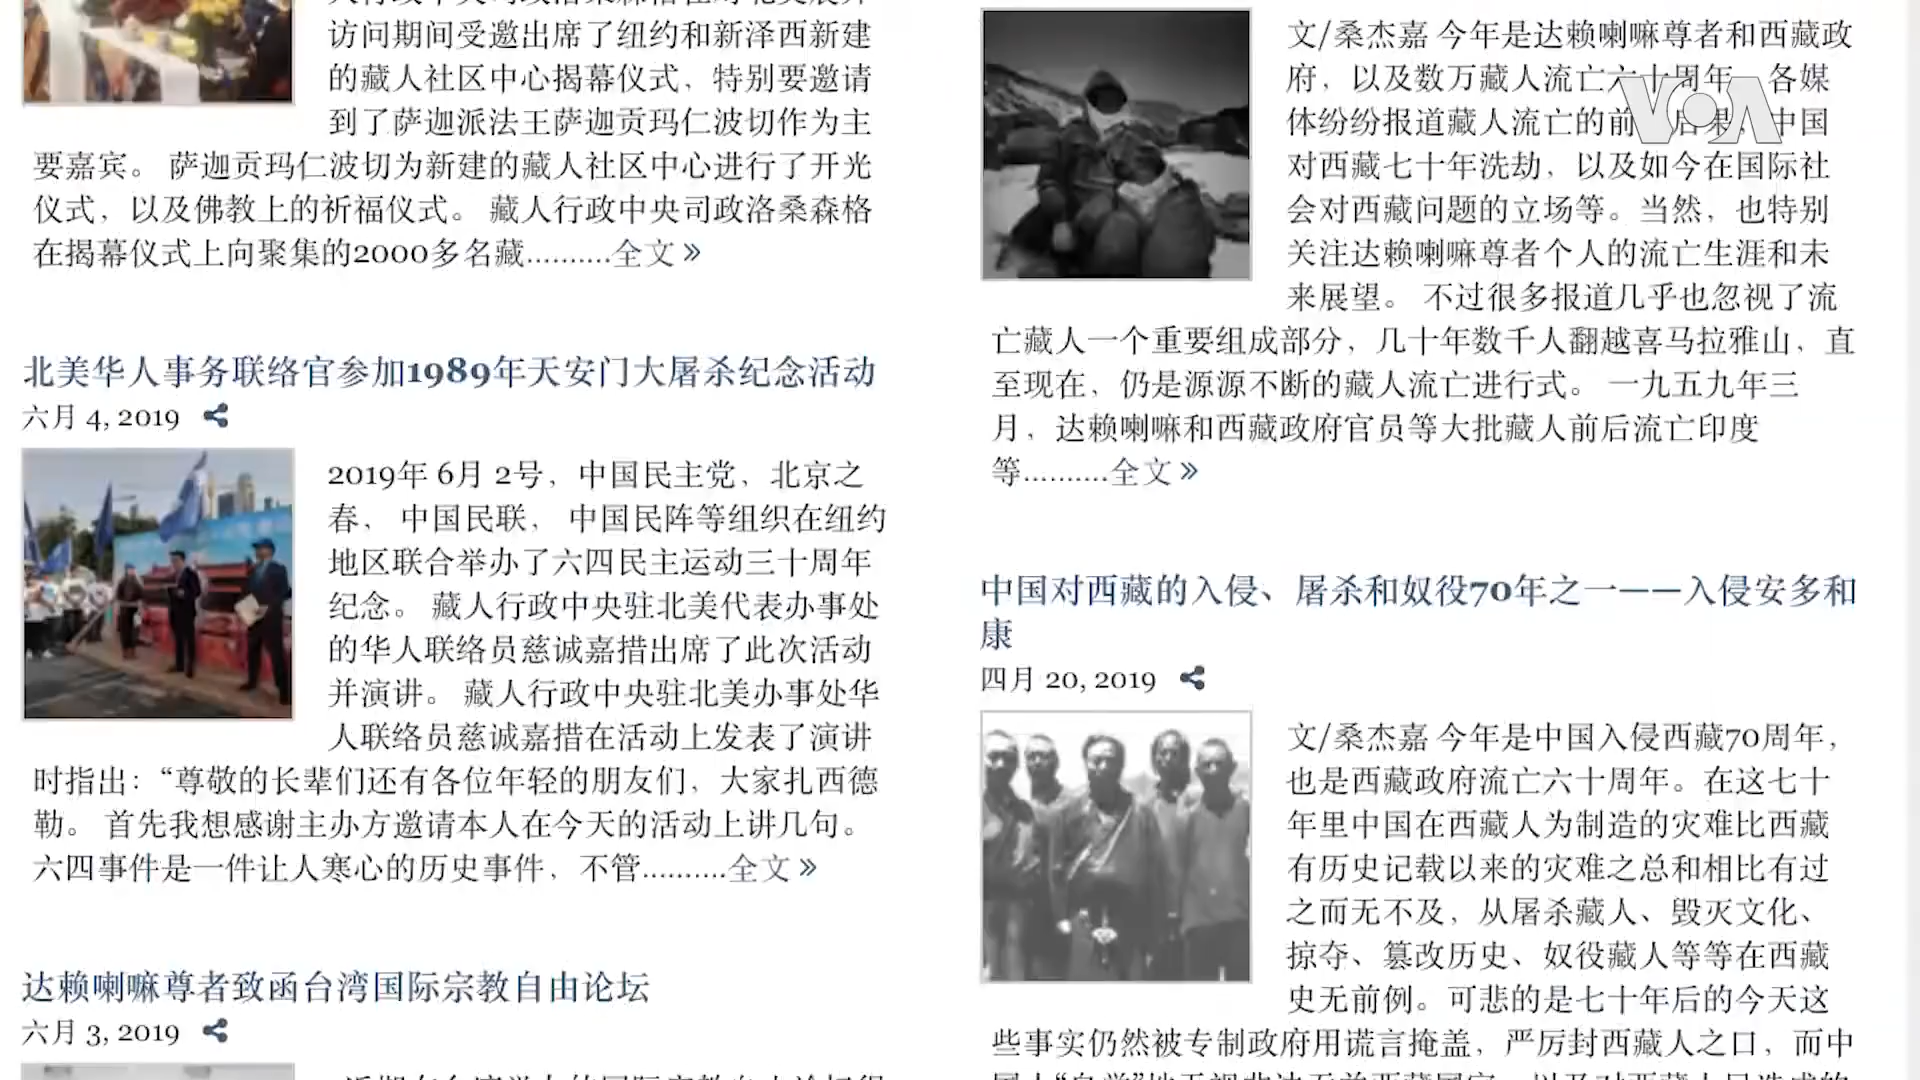 访问期间受邀出席了纽约和新泽西新建
的藏人社区中心揭幕仪式，特别要邀请
到了萨迦派法王萨迦贡玛仁波切作为主
要嘉宾。 萨迦贡玛仁波切为新建的藏人社区中心进行了开光
仪式，以及佛教上的祈福仪式。 藏人行政中央司政洛桑森格
在揭幕仪式上向聚集的2000多名藏..........全文 »
北美华人事务联络官参加1989年天安门大屠杀纪念活动
六月 4, 2019
2019年 6月 2号，中国民主党，北京之
春， 中国民联， 中国民阵等组织在纽约
地区联合举办了六四民主运动三十周年
纪念。 藏人行政中央驻北美代表办事处
的华人联络员慈诚嘉措出席了此次活动
并演讲。 藏人行政中央驻北美办事处华
人联络员慈诚嘉措在活动上发表了演讲
时指出：“尊敬的长辈们还有各位年轻的朋友们，大家扎西德
勒。 首先我想感谢主办方邀请本人在今天的活动上讲几句。
六四事件是一件让人寒心的历史事件，不管..........全文 »
达赖喇嘛尊者致函台湾国际宗教自由论坛
六月 3, 2019
文/桑杰嘉 今年是达赖喇嘛尊者和西藏政
府，以及数万藏人流亡六十周年 各媒
体纷纷报道藏人流亡的前 后果，中国
对西藏七十年洗劫，以及如今在国际社
会对西藏问题的立场等。当然，也特别
关注达赖喇嘛尊者个人的流亡生涯和未
来展望。 不过很多报道几乎也忽视了流
亡藏人一个重要组成部分，几十年数千人翻越喜马拉雅山，直
至现在，仍是源源不断的藏人流亡进行式。 一九五九年三
月，达赖喇嘛和西藏政府官员等大批藏人前后流亡印度
等..........全文 »
中国对西藏的入侵、屠杀和奴役70年之一——入侵安多和
康
四月 20, 2019
文/桑杰嘉 今年是中国入侵西藏70周年，
也是西藏政府流亡六十周年。在这七十
年里中国在西藏人为制造的灾难比西藏
有历史记载以来的灾难之总和相比有过
之而无不及，从屠杀藏人、毁灭文化、
掠夺、篡改历史、奴役藏人等等在西藏
史无前例。可悲的是七十年后的今天这
些事实仍然被专制政府用谎言掩盖，严厉封西藏人之口，而中
VOA